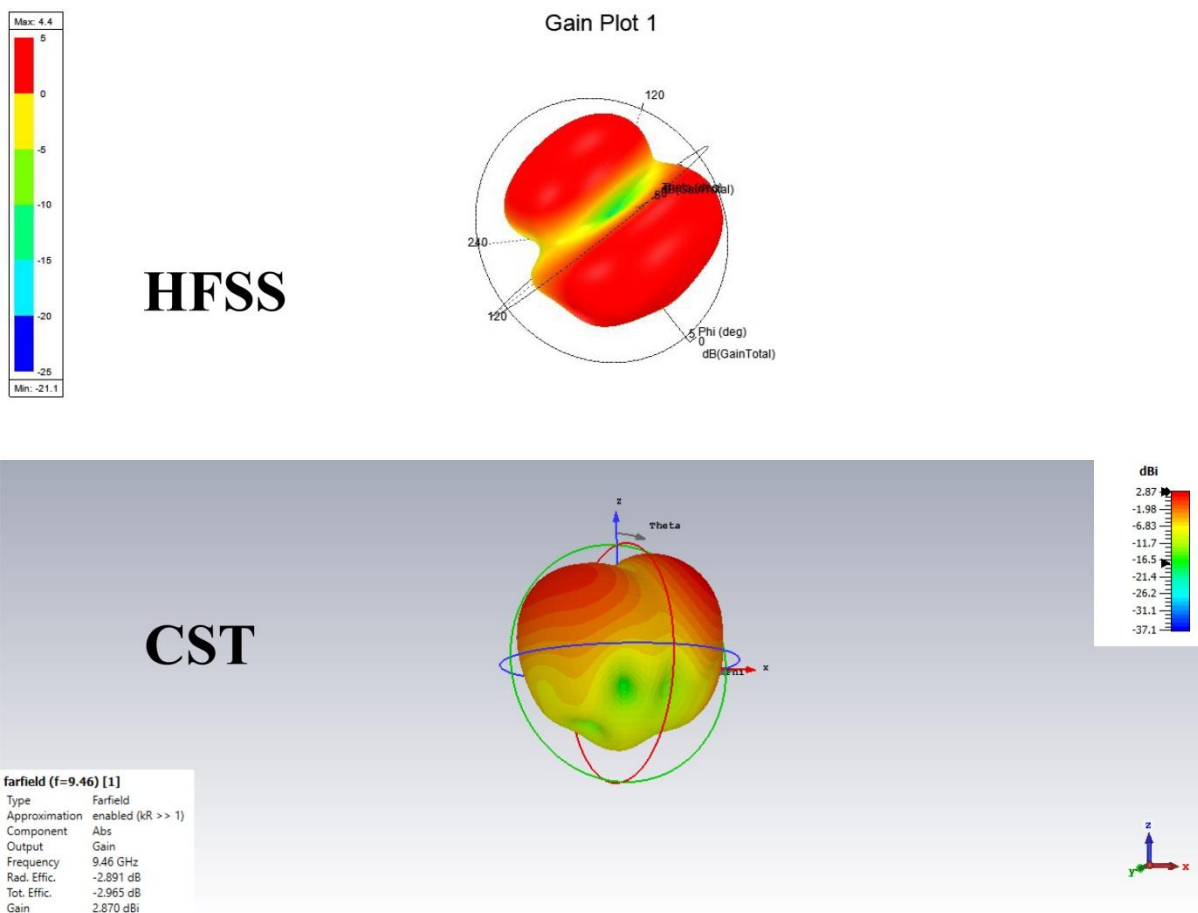 Gain Plot 1
Max: 4.4
5
0
-5
-10
-15
-20
-25
Min: -21.1
HFSS
120
240
120
5
0
Phi (deg)
dB(GainTotal)
CST
z
Theta
x
dBi
2.87
-1.98
-6.83
-11.7
-16.5
-21.4
-26.2
-31.1
-37.1
farfield (f=9.46) [1]
Type Farfield
Approximation enabled (kR >> 1)
Component Abs
Output Gain
Frequency 9.46 GHz
Rad. Effic. -2.891 dB
Tot. Effic. -2.965 dB
Gain 2.870 dBi
z
y
x